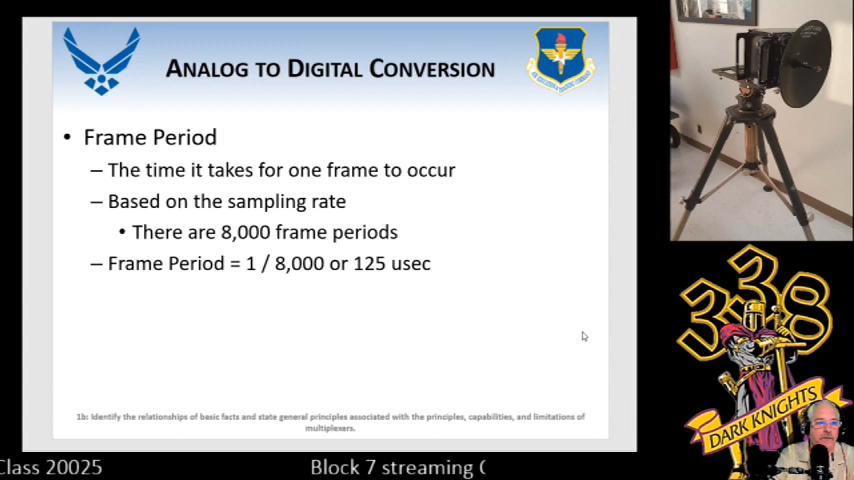 ANALOG TO DIGITAL CONVERSION
• Frame Period
– The time it takes for one frame to occur
– Based on the sampling rate
• There are 8,000 frame periods
– Frame Period = 1 / 8,000 or 125 usec
1b: Identify the relationships of basic facts and state general principles associated with the principles, capabilities, and limitations of
multiplexers.
338
DARK KNIGHTS
Class 20025
Block 7 streaming (